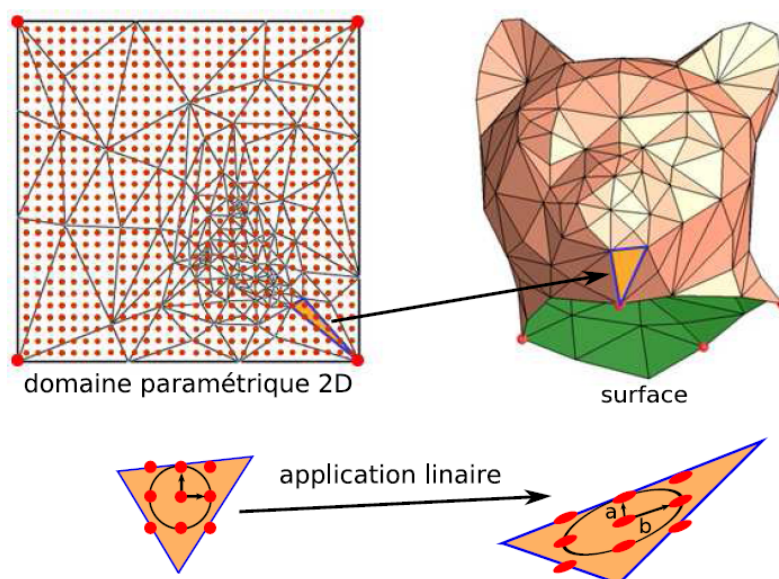 domaine paramétrique 2D
surface
application linaire
a
b